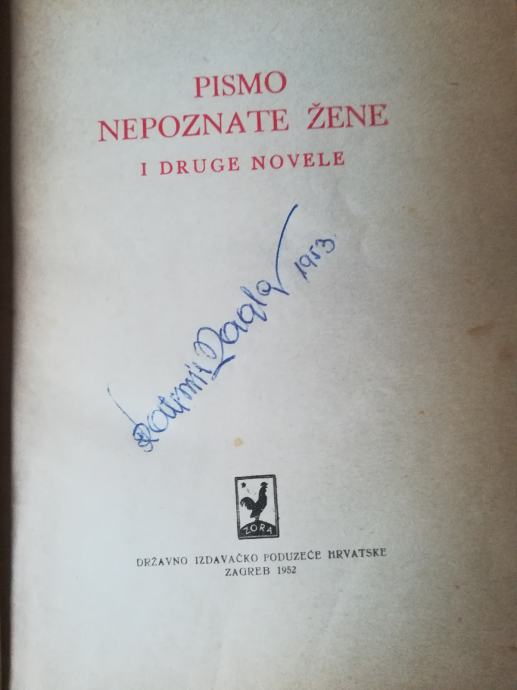 PISMO
NEPOZNATE ŽENE
I DRUGE NOVELE
1953
ZORA
DRŽAVNO IZDAVAČKO PODUZEĆE HRVATSKE
ZAGREB 1952